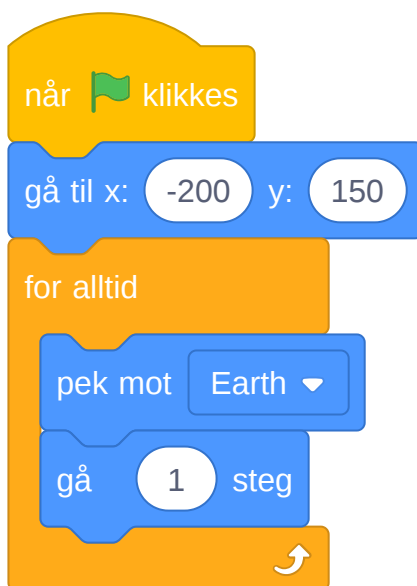 når klikkes
gå til x: -200 y: 150
for alltid
pek mot Earth
gå 1 steg